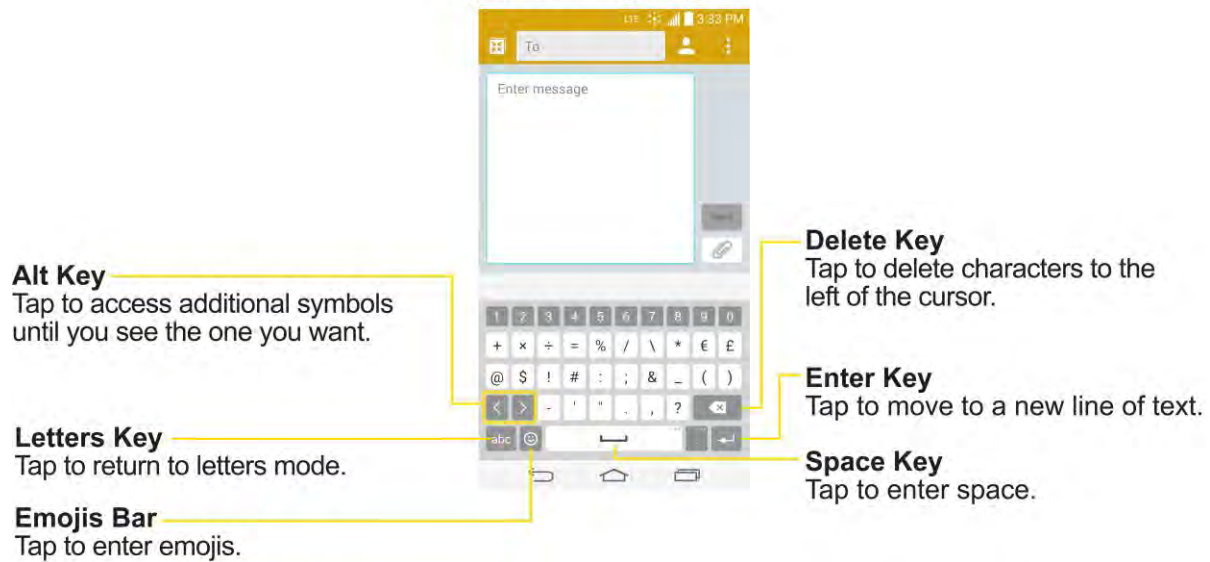 LTE 3:33 PM
To
Enter message
Alt Key
Tap to access additional symbols
until you see the one you want.
Letters Key
Tap to return to letters mode.
Emojis Bar
Tap to enter emojis.
1 2 3 4 5 6 7 8 9 0
+ × ÷ = % / \ * € £
@ $ ! # : ; & _ ( )
< > - ' " . , ?
abc
Delete Key
Tap to delete characters to the
left of the cursor.
Enter Key
Tap to move to a new line of text.
Space Key
Tap to enter space.